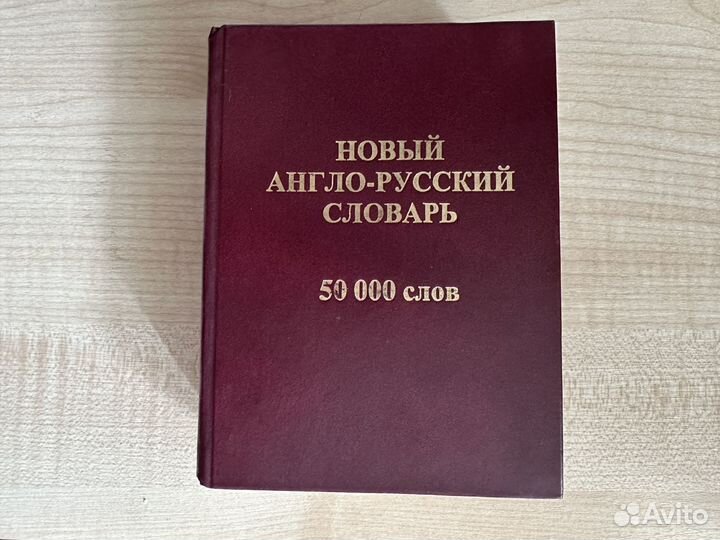 НОВЫЙ
АНГЛО-РУССКИЙ
СЛОВАРЬ
50 000 слов
Avito